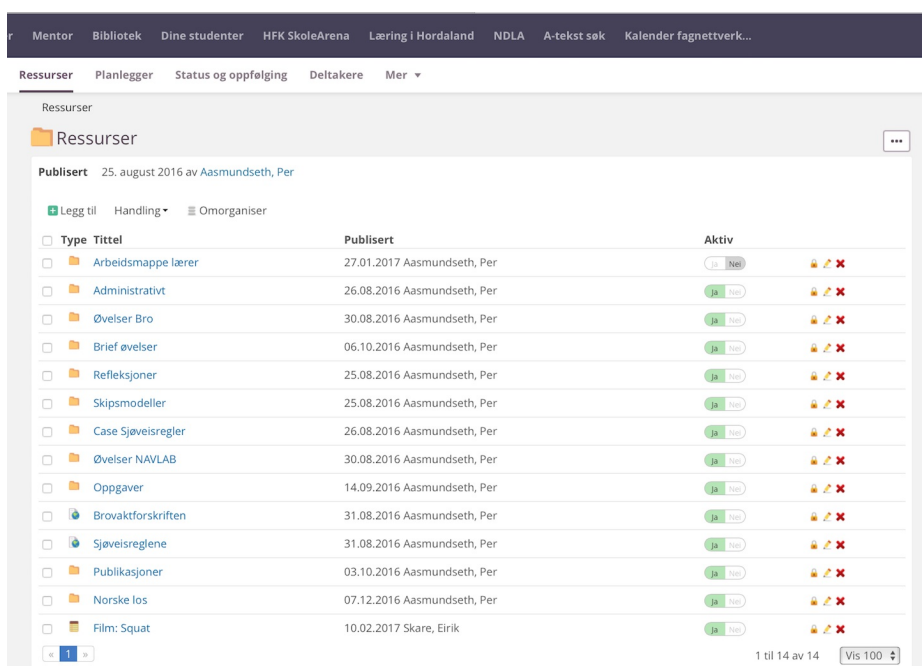 r Mentor Bibliotek Dine studenter HFK SkoleArena Læring i Hordaland NDLA A-tekst søk Kalender fagnettverk...
Ressurser Planlegger Status og oppfølging Deltakere Mer
Ressurser
Ressurser
Publisert 25. august 2016 av Aasmundseth, Per
Legg til Handling Omorganiser
Type Tittel Publisert Aktiv
Arbeidsmappe lærer 27.01.2017 Aasmundseth, Per Ja Nei
Administrativt 26.08.2016 Aasmundseth, Per Ja Nei
Øvelser Bro 30.08.2016 Aasmundseth, Per Ja Nei
Brief øvelser 06.10.2016 Aasmundseth, Per Ja Nei
Refleksjoner 25.08.2016 Aasmundseth, Per Ja Nei
Skipsmodeller 25.08.2016 Aasmundseth, Per Ja Nei
Case Sjøveisregler 26.08.2016 Aasmundseth, Per Ja Nei
Øvelser NAVLAB 30.08.2016 Aasmundseth, Per Ja Nei
Oppgaver 14.09.2016 Aasmundseth, Per Ja Nei
Brovaktforskriften 31.08.2016 Aasmundseth, Per Ja Nei
Sjøveisreglene 31.08.2016 Aasmundseth, Per Ja Nei
Publikasjoner 03.10.2016 Aasmundseth, Per Ja Nei
Norske los 07.12.2016 Aasmundseth, Per Ja Nei
Film: Squat 10.02.2017 Skare, Eirik Ja Nei
« 1 » 1 til 14 av 14 Vis 100